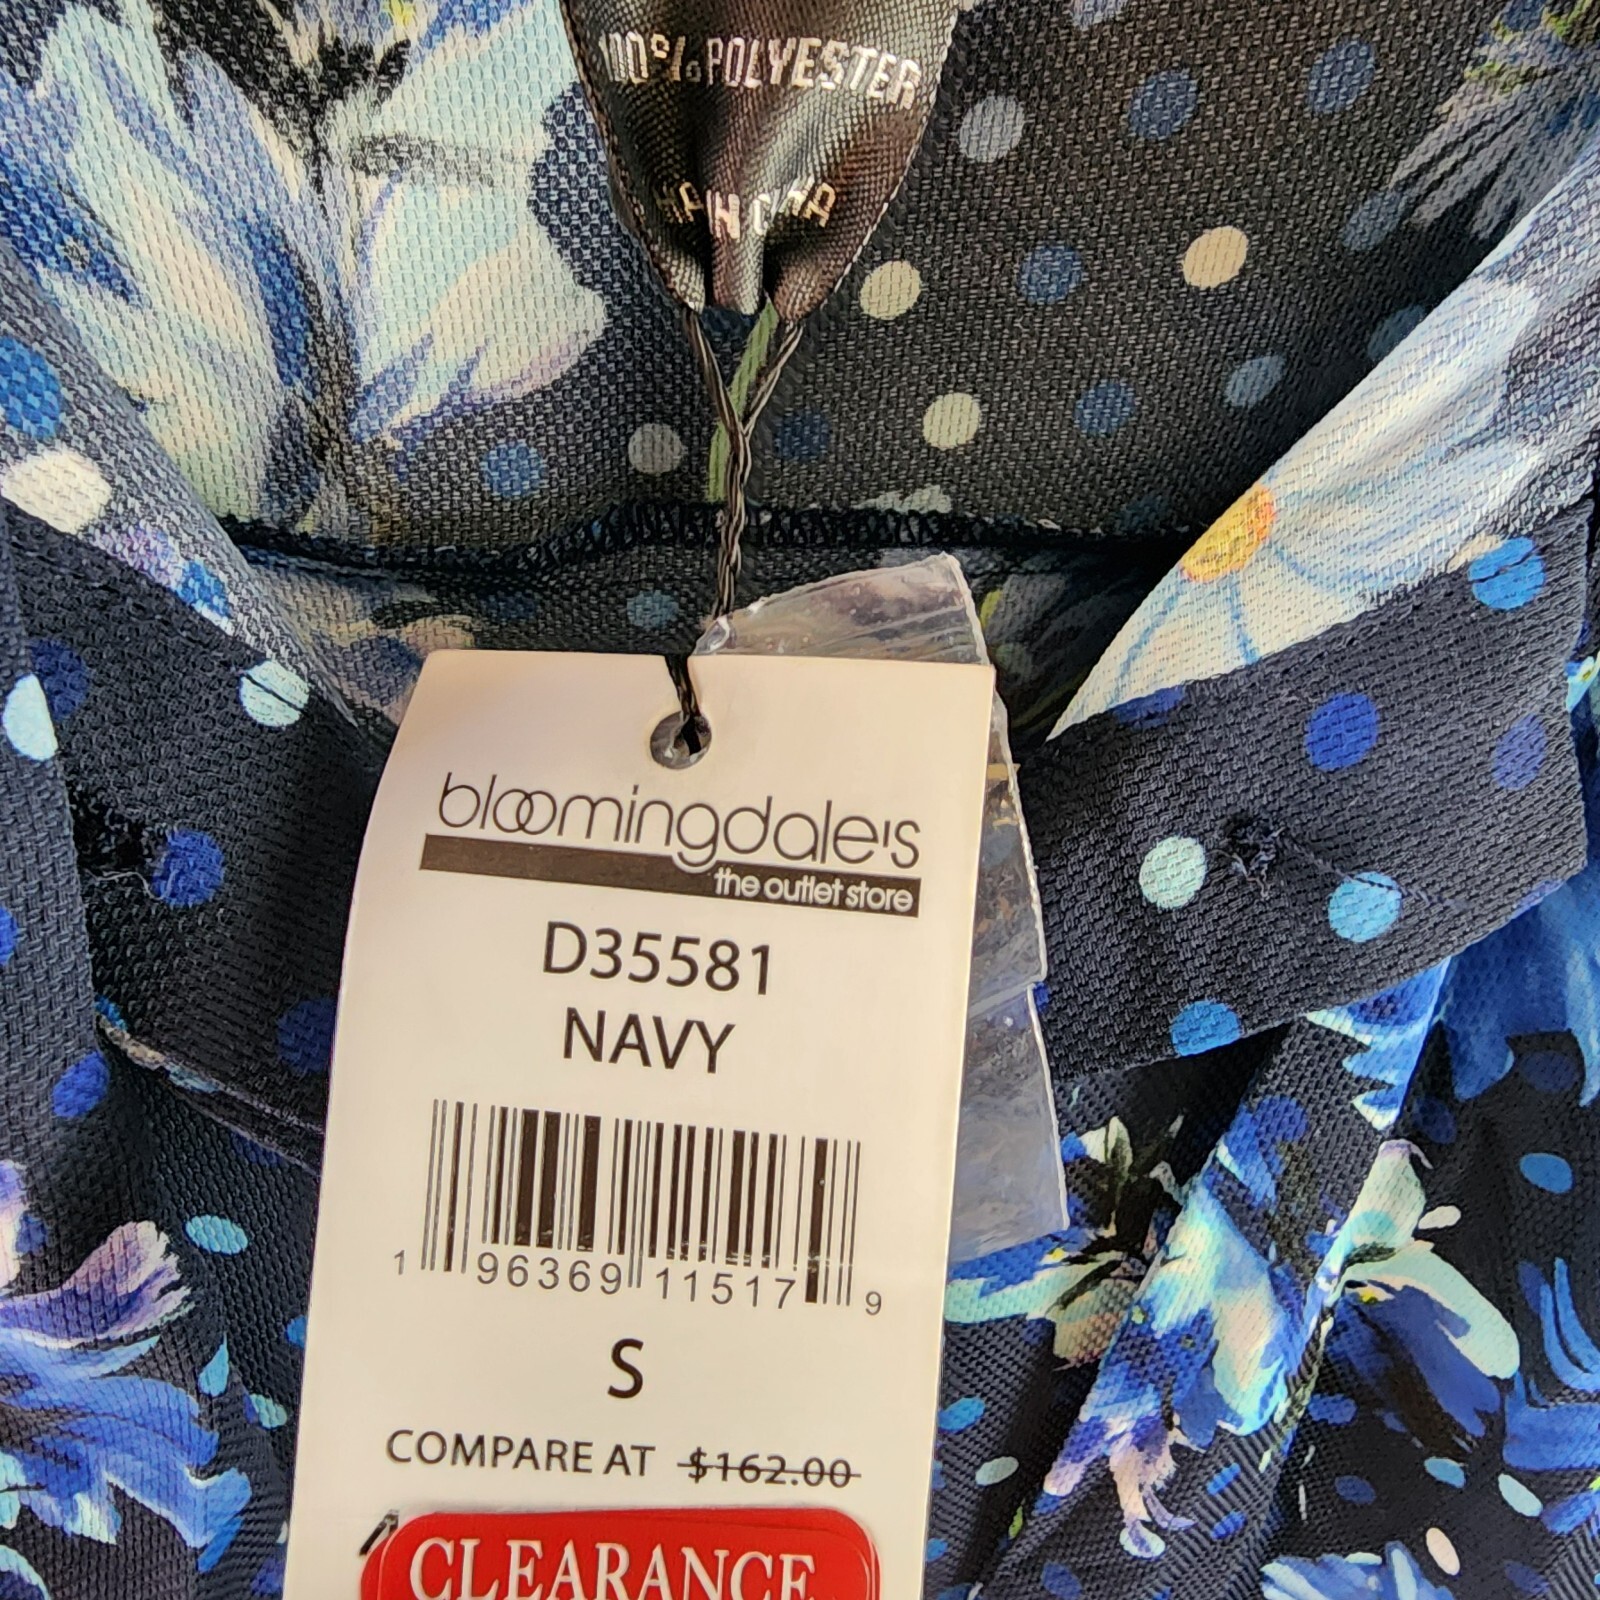 100% POLYESTER
bloomingdale's
the outlet store
D35581
NAVY
1 96369 11517 9
S
COMPARE AT $162.00
CLEARANCE